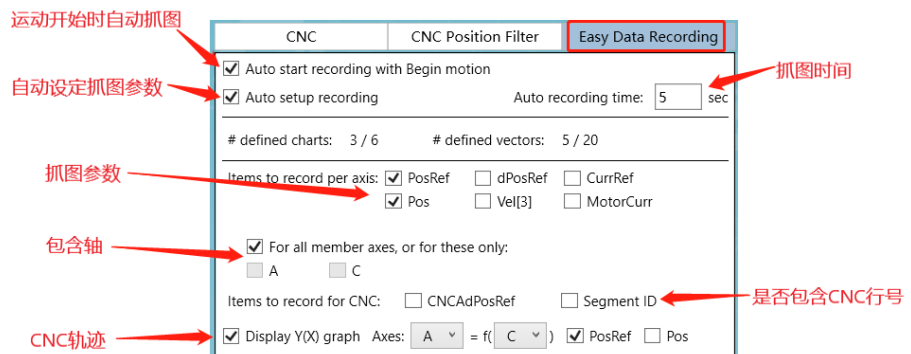 运动开始时自动抓图
CNC CNC Position Filter Easy Data Recording
Auto start recording with Begin motion
抓图时间
自动设定抓图参数
Auto setup recording Auto recording time: 5 sec
# defined charts: 3 / 6 # defined vectors: 5 / 20
抓图参数
Items to record per axis: PosRef dPosRef CurrRef
Pos Vel[3] MotorCurr
包含轴
For all member axes, or for these only:
A C
Items to record for CNC: CNCAdPosRef Segment ID
是否包含CNC行号
CNC轨迹
Display Y(X) graph Axes: A = f( C ) PosRef Pos